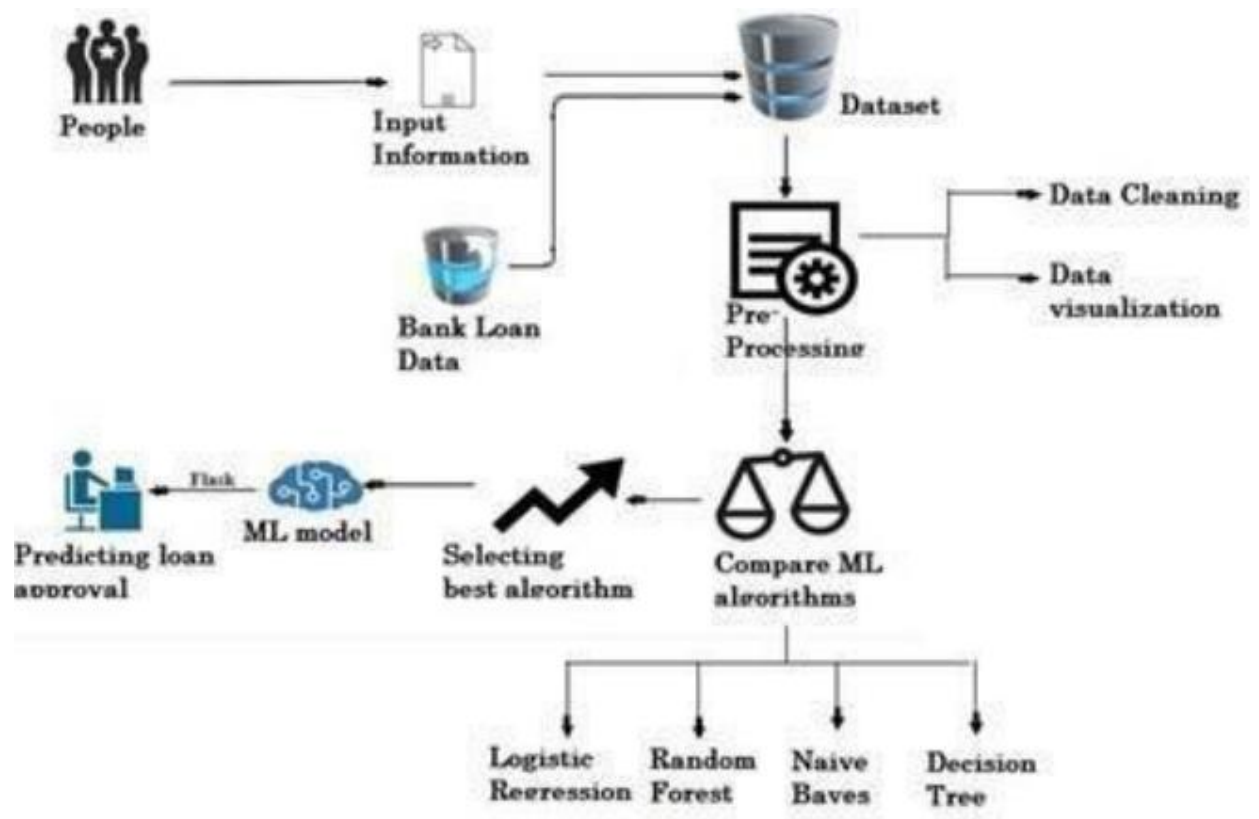 People
Input
Information
Dataset
Bank Loan
Data
Pre-
Processing
Data Cleaning
Data
visualization
Predicting loan
approval
Flask
ML model
Selecting
best algorithm
Compare ML
algorithms
Logistic
Regression
Random
Forest
Naive
Bayes
Decision
Tree